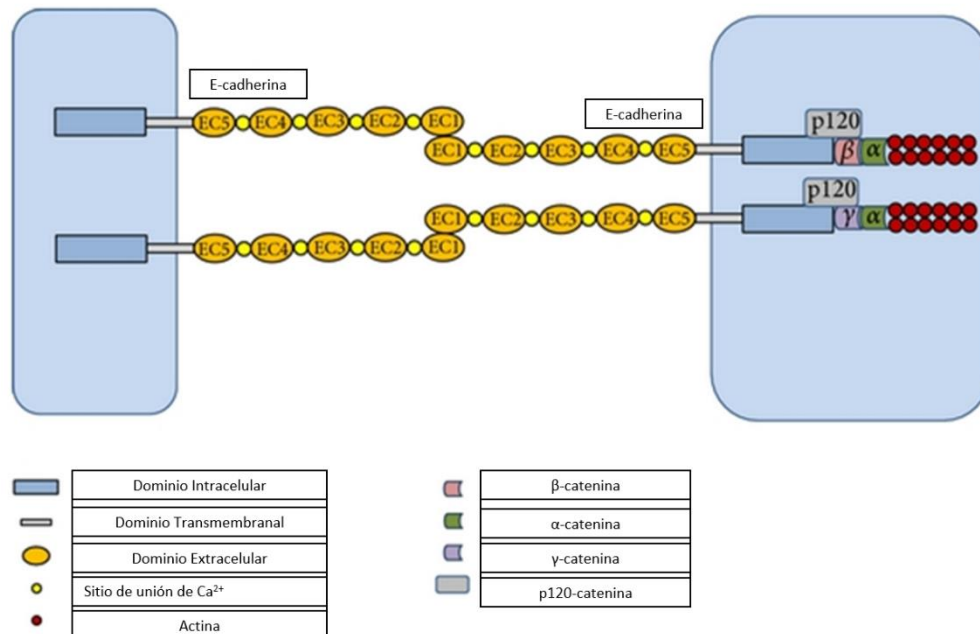 E-cadherina
EC5 EC4 EC3 EC2 EC1
E-cadherina
p120
EC1 EC2 EC3 EC4 EC5
β α
p120
EC1 EC2 EC3 EC4 EC5
γ α
EC5 EC4 EC3 EC2 EC1
Dominio Intracelular
Dominio Transmembranal
Dominio Extracelular
Sitio de unión de Ca²⁺
Actina
β-catenina
α-catenina
γ-catenina
p120-catenina